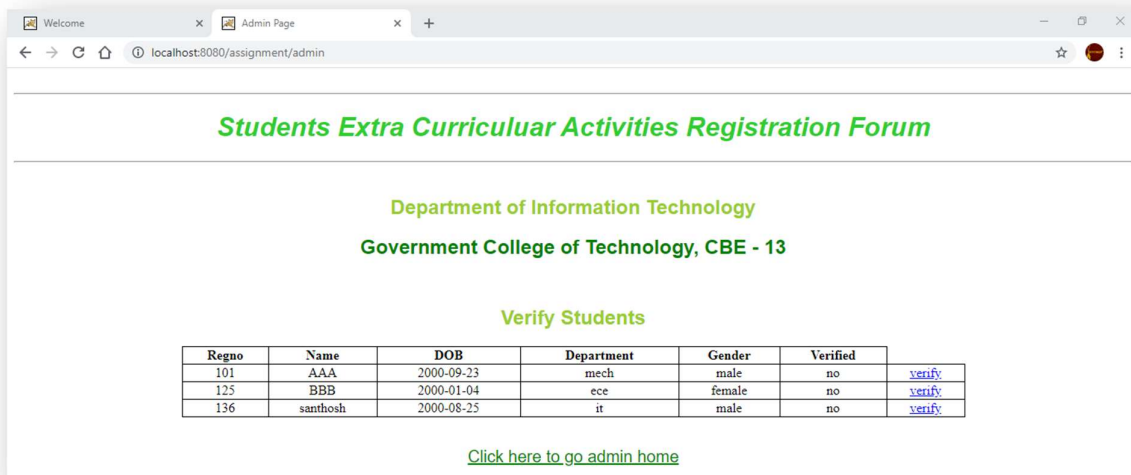 Welcome
Admin Page
localhost:8080/assignment/admin
Students Extra Curriculuar Activities Registration Forum
Department of Information Technology
Government College of Technology, CBE - 13
Verify Students
Regno Name DOB Department Gender Verified
101 AAA 2000-09-23 mech male no verify
125 BBB 2000-01-04 ece female no verify
136 santhosh 2000-08-25 it male no verify
Click here to go admin home